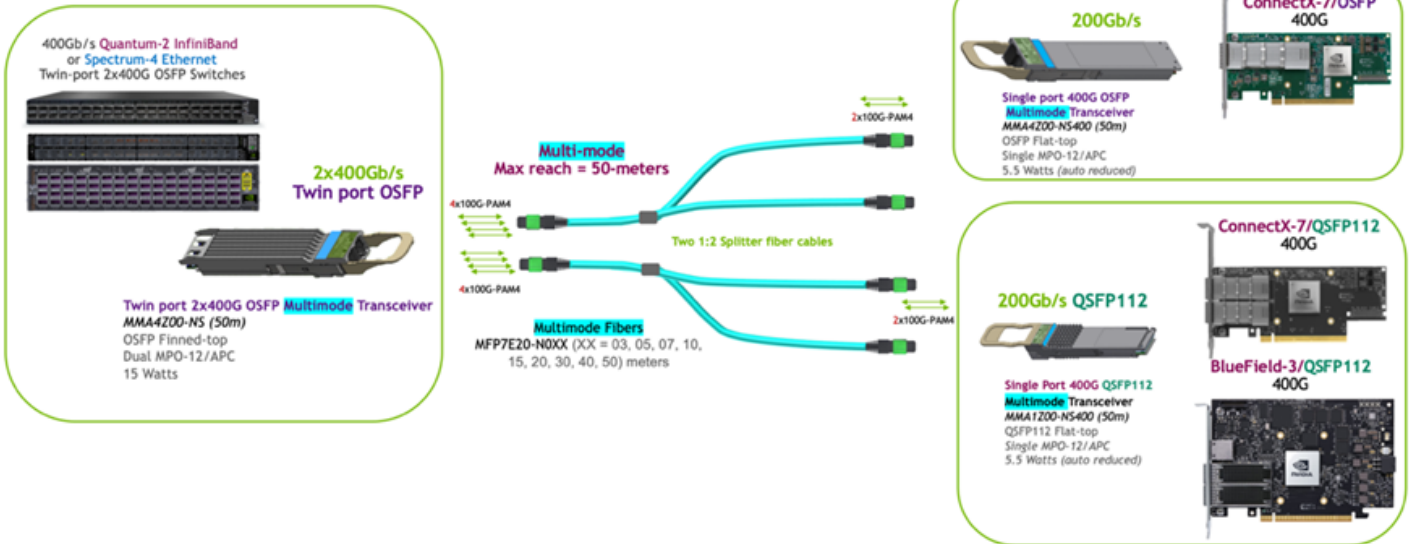 400Gb/s Quantum-2 InfiniBand
or Spectrum-4 Ethernet
Twin-port 2x400G OSFP Switches
2x400Gb/s
Twin port OSFP
Twin port 2x400G OSFP Multimode Transceiver
MMA4Z00-NS (50m)
OSFP Finned-top
Dual MPO-12/APC
15 Watts
Multi-mode
Max reach = 50-meters
4x100G-PAM4
4x100G-PAM4
Two 1:2 Splitter fiber cables
Multimode Fibers
MFP7E20-N0XX (XX = 03, 05, 07, 10,
15, 20, 30, 40, 50) meters
2x100G-PAM4
2x100G-PAM4
200Gb/s
Single port 400G OSFP
Multimode Transceiver
MMA4Z00-NS400 (50m)
OSFP Flat-top
Single MPO-12/APC
5.5 Watts (auto reduced)
ConnectX-7/OSFP
400G
200Gb/s QSFP112
Single Port 400G QSFP112
Multimode Transceiver
MMA1Z00-NS400 (50m)
QSFP112 Flat-top
Single MPO-12/APC
5.5 Watts (auto reduced)
ConnectX-7/QSFP112
400G
BlueField-3/QSFP112
400G